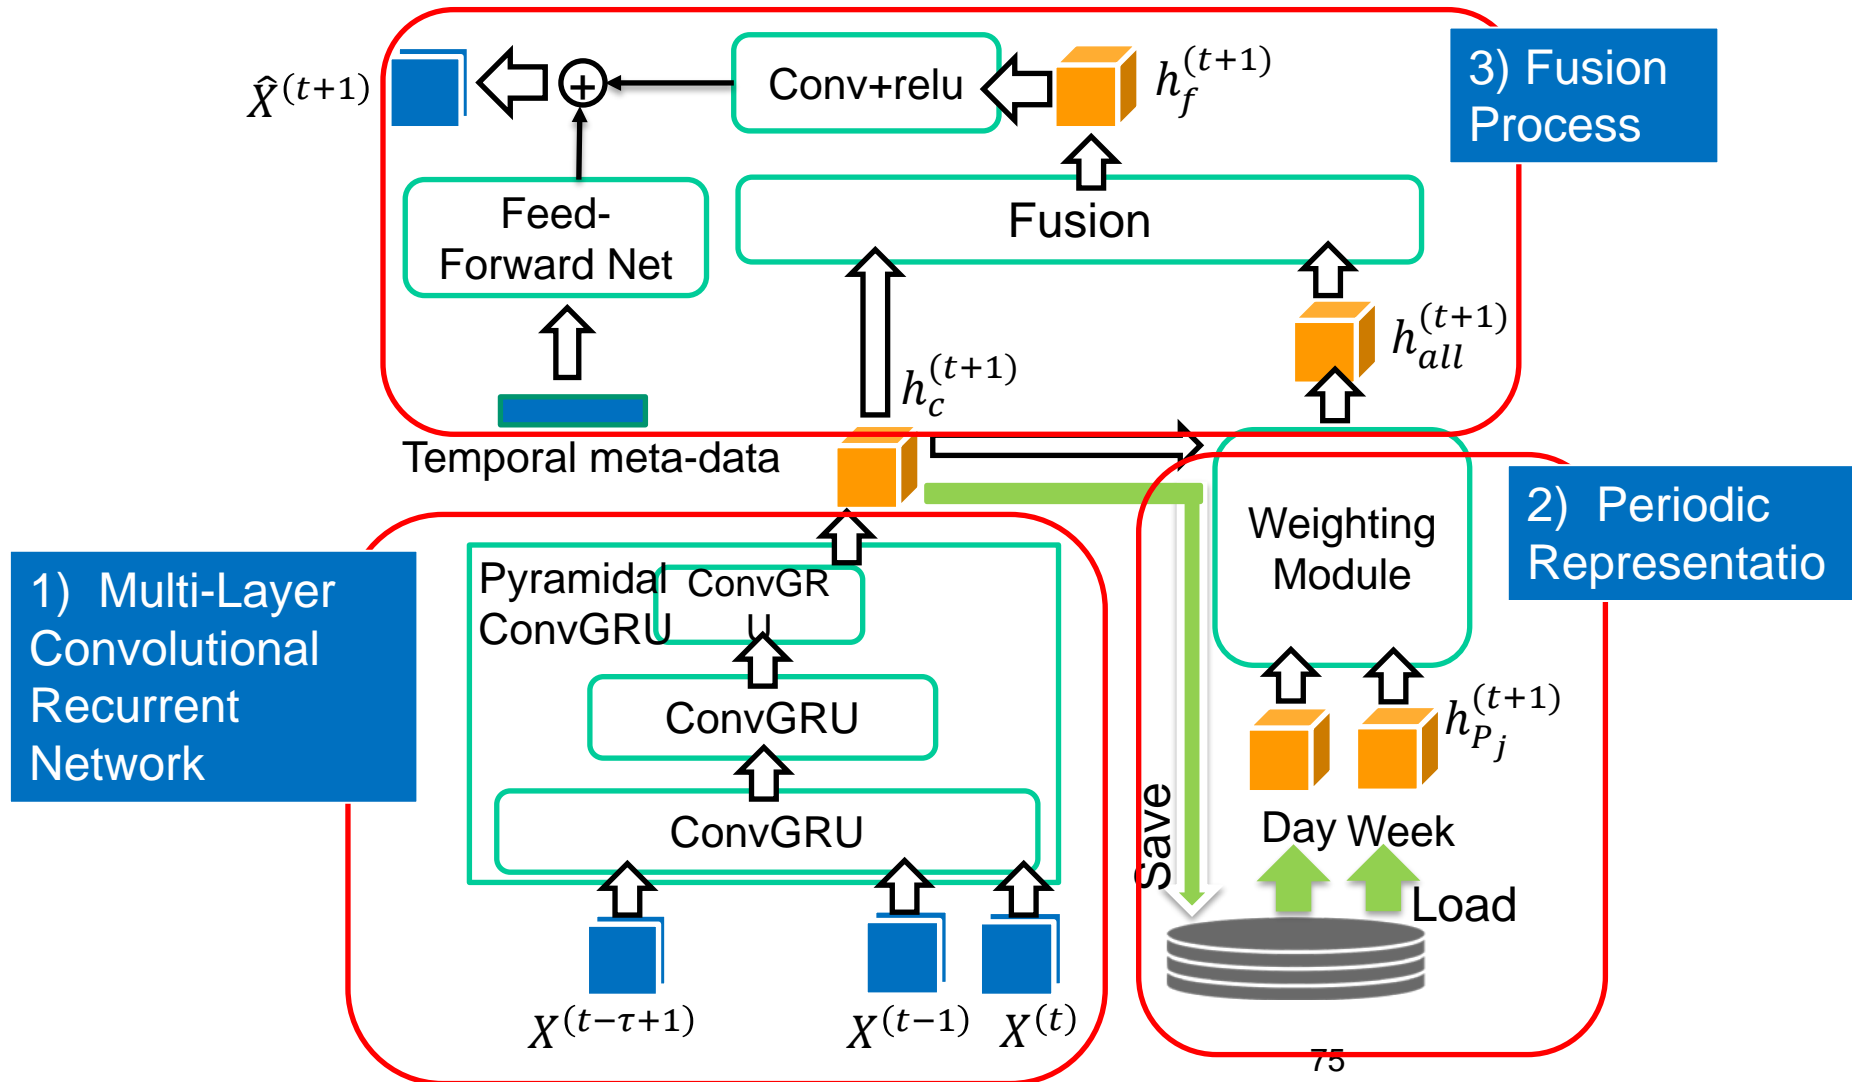 X̂^(t+1)
+
Conv+relu
h_f^(t+1)
3) Fusion
Process
Feed-
Forward Net
Fusion
h_all^(t+1)
h_c^(t+1)
Temporal meta-data
1) Multi-Layer
Convolutional
Recurrent
Network
Pyramidal
ConvGRU
ConvGR
U
ConvGRU
ConvGRU
X^(t−τ+1)
X^(t−1)
X^(t)
2) Periodic
Representatio
Weighting
Module
h_{P_j}^(t+1)
Day Week
Save
Load
75